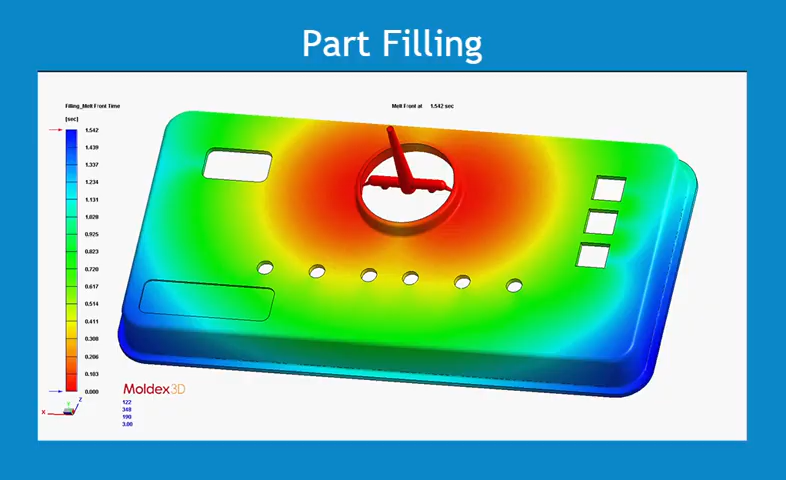 Part Filling
Filling_Melt Front Time
Melt Front at 1.542 sec
[sec]
1.542
1.439
1.337
1.234
1.131
1.028
0.925
0.823
0.720
0.617
0.514
0.411
0.308
0.206
0.103
0.000
Moldex3D
X
Y
Z
122
348
190
3.00